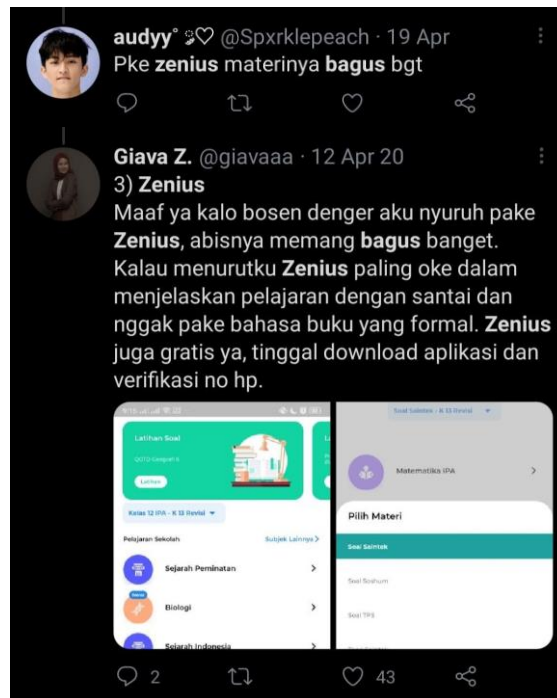 audyy° ೃ♡ @Spxrklepeach · 19 Apr
Pke zenius materinya bagus bgt
Giava Z. @giavaaa · 12 Apr 20
3) Zenius
Maaf ya kalo bosen denger aku nyuruh pake
Zenius, abisnya memang bagus banget.
Kalau menurutku Zenius paling oke dalam
menjelaskan pelajaran dengan santai dan
nggak pake bahasa buku yang formal. Zenius
juga gratis ya, tinggal download aplikasi dan
verifikasi no hp.
Latihan Soal
Latihan
Kelas 12 IPA - K 13 Revisi
Pelajaran Sekolah
Subjek Lainnya >
Sejarah Peminatan
Biologi
Sejarah Indonesia
Soal Saintek - K 13 Revisi
Matematika IPA
Pilih Materi
Soal Saintek
Soal Soshum
Soal TPS
2
43